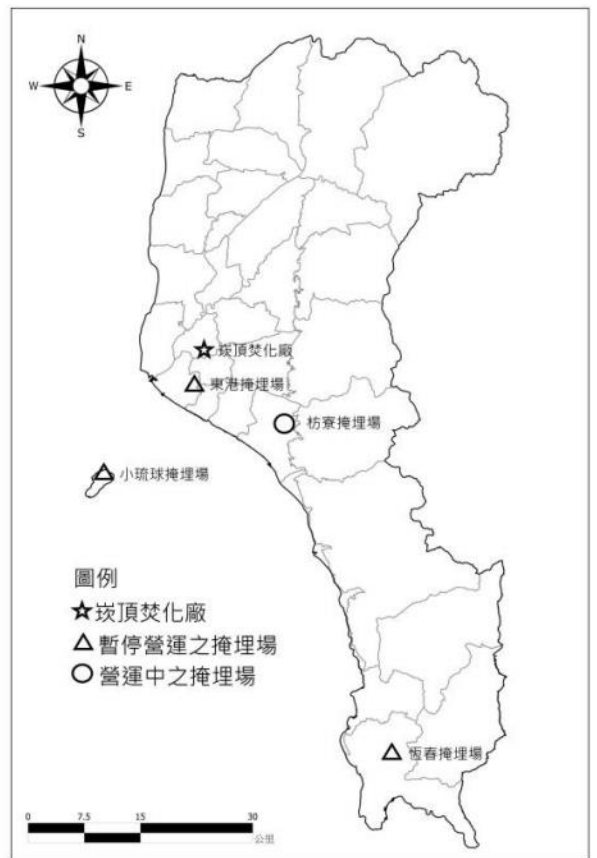 N
W
E
S
崁頂焚化廠
東港掩埋場
枋寮掩埋場
小琉球掩埋場
圖例
崁頂焚化廠
暫停營運之掩埋場
營運中之掩埋場
恆春掩埋場
0 7.5 15 30
公里